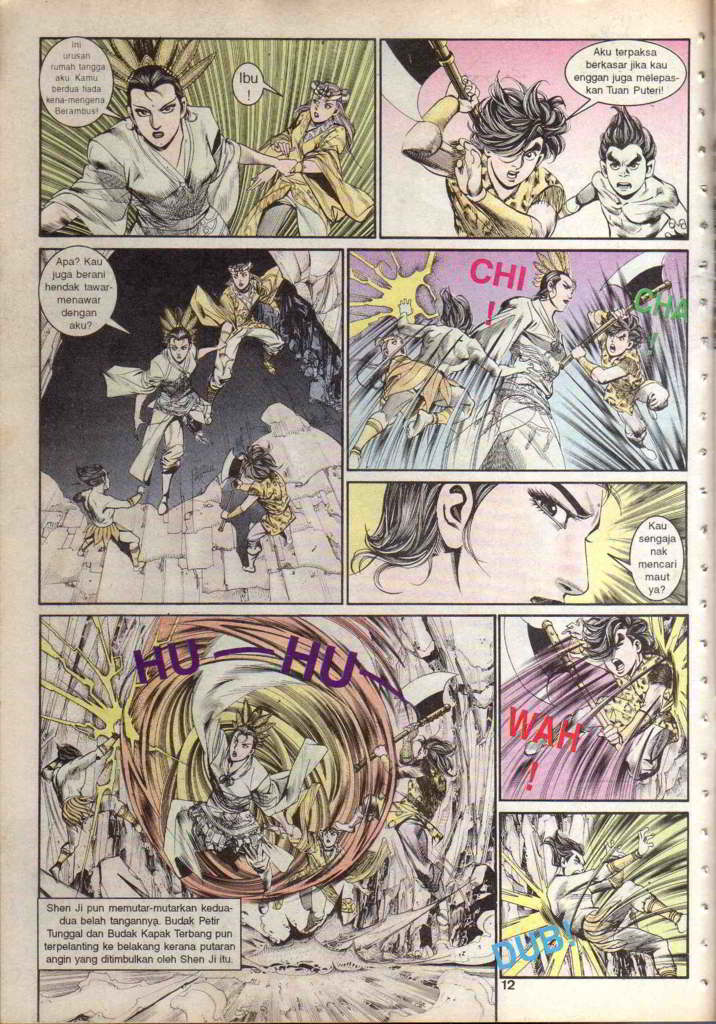 Ini
urusan
rumah tangga
aku. Kamu
berdua tiada
kena-mengena
Berambus!
Ibu
!
Aku terpaksa
berkasar jika kau
enggan juga melepas-
kan Tuan Puteri!
Apa? Kau
juga berani
hendak tawar-
menawar
dengan
aku?
CHI
!
CHA
!!
Kau
sengaja
nak
mencari
maut
ya?
HU — HU —
WAH
!
Shen Ji pun memutar-mutarkan kedua-
dua belah tangannya. Budak Petir
Tunggal dan Budak Kapak Terbang pun
terpelanting ke belakang kerana putaran
angin yang ditimbulkan oleh Shen Ji itu.
DUB!
12